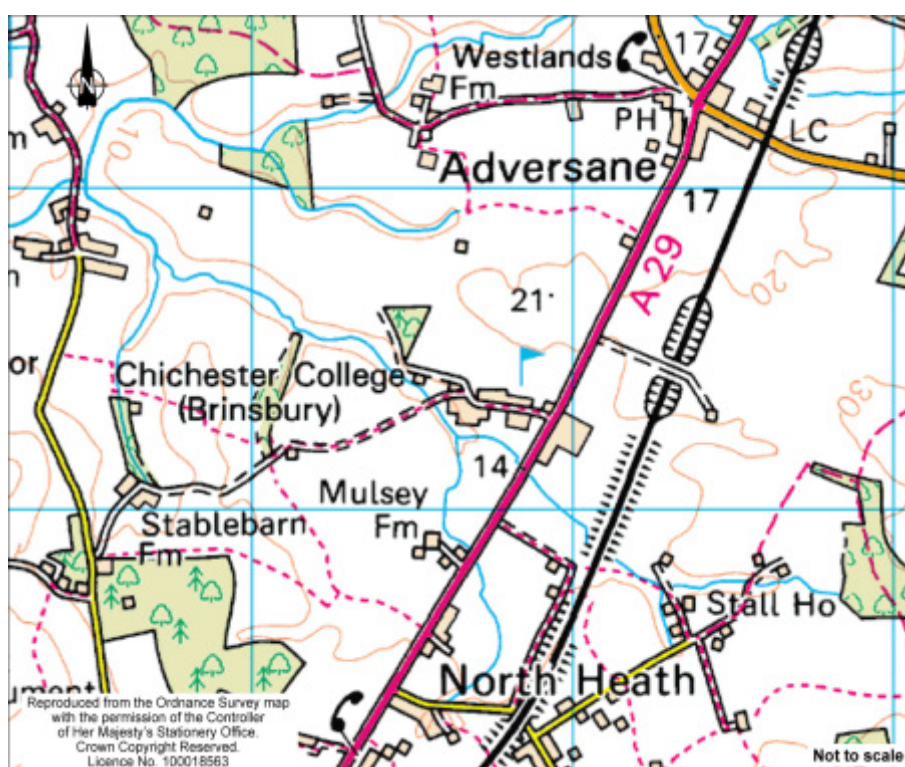 N
17
Westlands
Fm
PH
LC
10
m
Adversane
17
A 29
20
21
n
or
Chichester College
(Brinsbury)
30
14
Mulsey
Fm
Stablebarn
Fm
Stall Ho
North Heath
ument
Reproduced from the Ordnance Survey map
with the permission of the Controller
of Her Majesty's Stationery Office.
Crown Copyright Reserved.
Licence No. 100018563
Not to scale